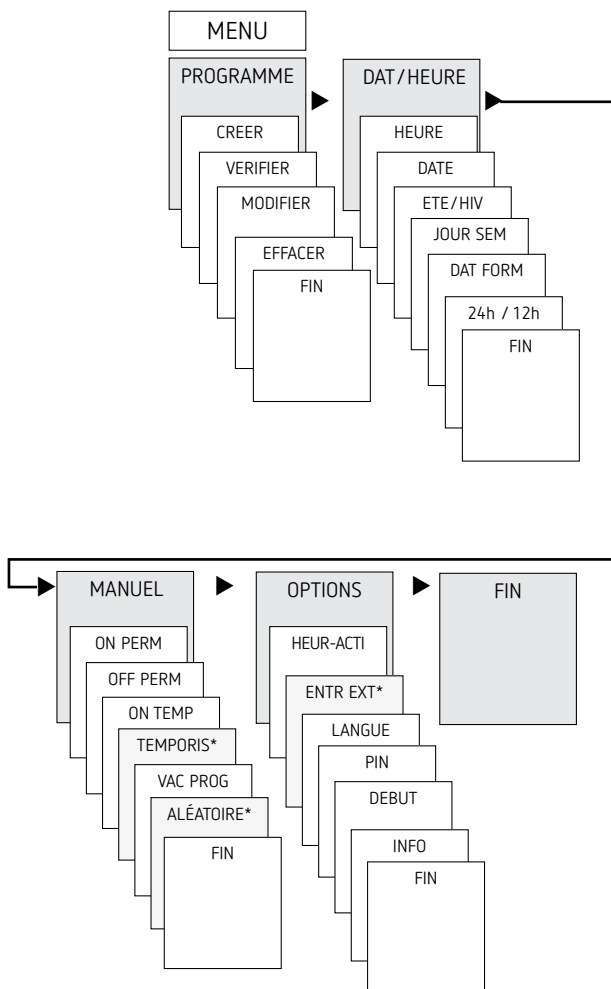 MENU
PROGRAMME
CREER
VERIFIER
MODIFIER
EFFACER
FIN
DAT/HEURE
HEURE
DATE
ETE/HIV
JOUR SEM
DAT FORM
24h / 12h
FIN
MANUEL
ON PERM
OFF PERM
ON TEMP
TEMPORIS*
VAC PROG
ALÉATOIRE*
FIN
OPTIONS
HEUR-ACTI
ENTR EXT*
LANGUE
PIN
DEBUT
INFO
FIN
FIN